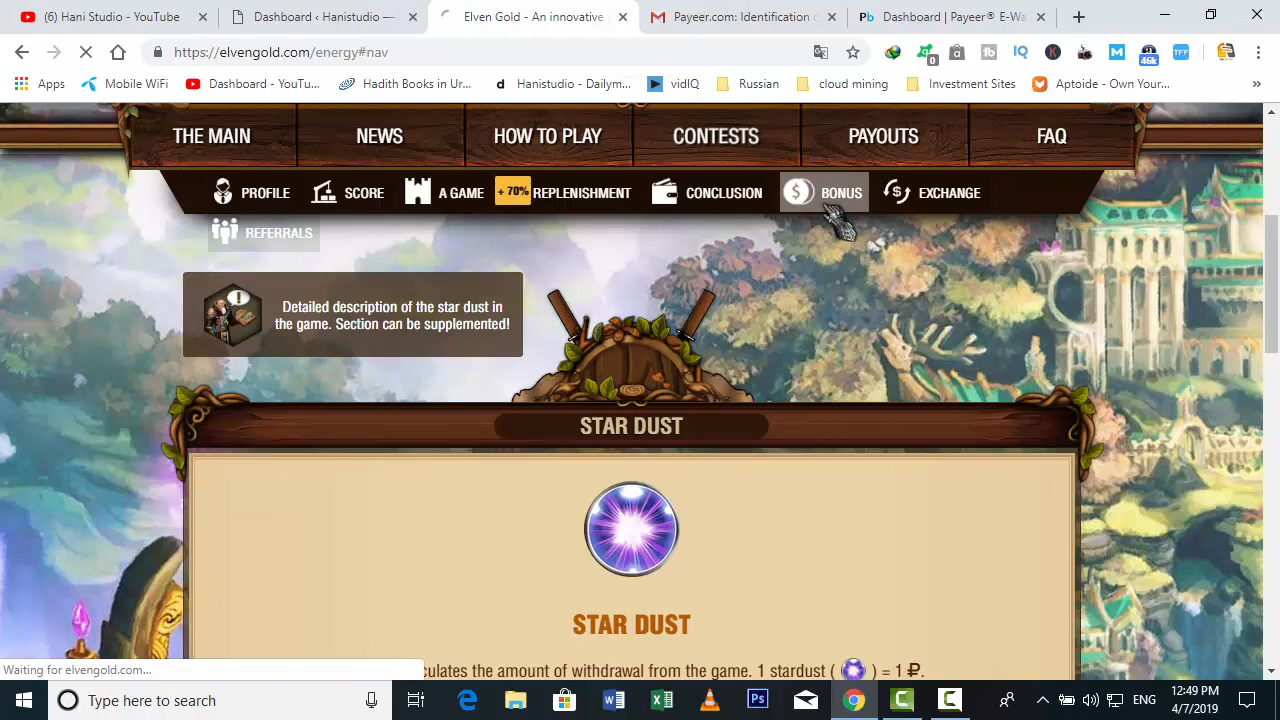 (6) Hani Studio - YouTube
Dashboard ‹ Hanistudio —
Elven Gold - An innovative
Payeer.com: Identification o
Pb Dashboard | Payeer® E-Wa
https://elvengold.com/energy#nav
0
IQ
K
M
46k
TFF
Apps
Mobile WiFi
Dashboard - YouTu...
Hadith Books in Ur...
d Hanistudio - Dailym...
vidIQ
Russian
cloud mining
Investment Sites
Aptoide - Own Your...
»
THE MAIN
NEWS
HOW TO PLAY
CONTESTS
PAYOUTS
FAQ
PROFILE
SCORE
A GAME
+ 70% REPLENISHMENT
CONCLUSION
BONUS
EXCHANGE
REFERRALS
Detailed description of the star dust in
the game. Section can be supplemented!
STAR DUST
STAR DUST
culates the amount of withdrawal from the game. 1 stardust ( ) = 1 ₽.
Waiting for elvengold.com...
Type here to search
ENG
12:49 PM
4/7/2019